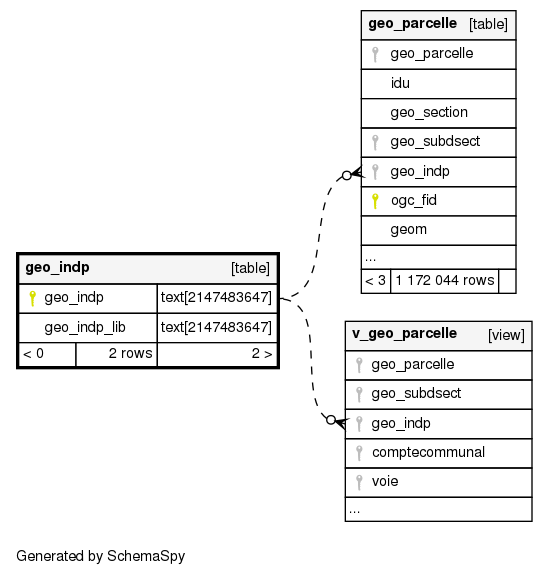 geo_parcelle [table]
geo_parcelle
idu
geo_section
geo_subdsect
geo_indp
ogc_fid
geom
...
< 3 1 172 044 rows
geo_indp [table]
geo_indp text[2147483647]
geo_indp_lib text[2147483647]
< 0 2 rows 2 >
v_geo_parcelle [view]
geo_parcelle
geo_subdsect
geo_indp
comptecommunal
voie
...
Generated by SchemaSpy